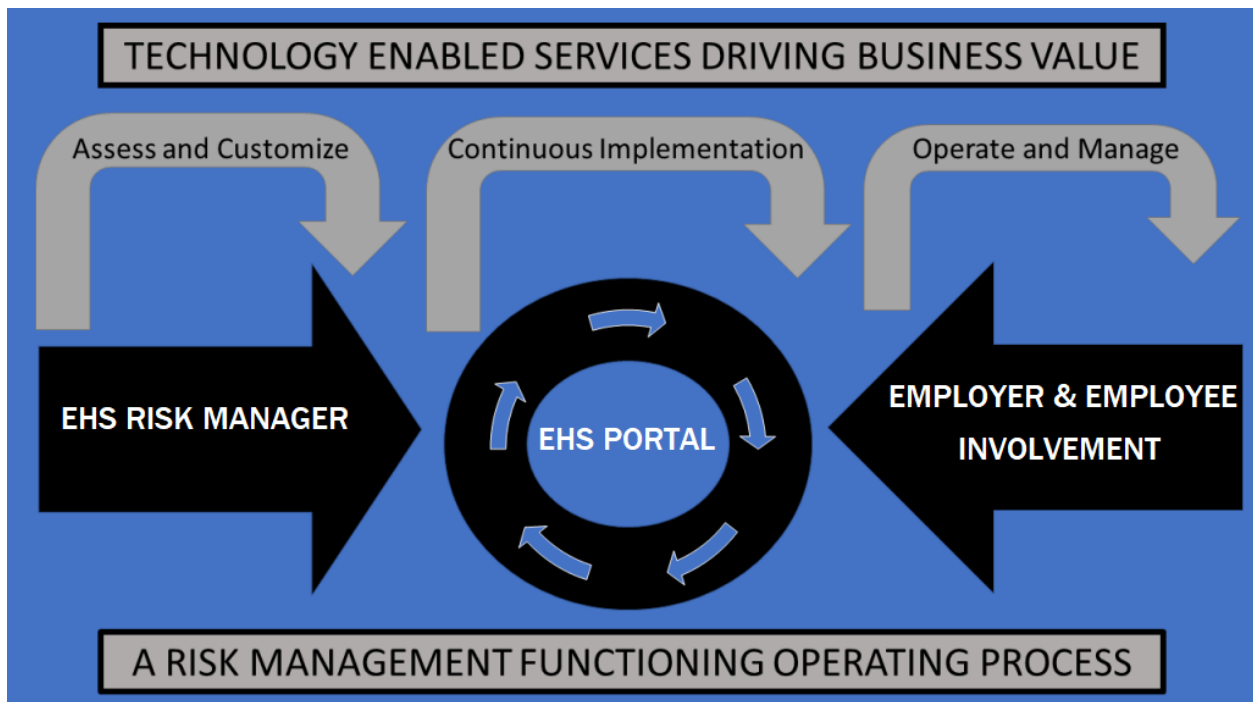 TECHNOLOGY ENABLED SERVICES DRIVING BUSINESS VALUE
Assess and Customize
Continuous Implementation
Operate and Manage
EHS RISK MANAGER
EHS PORTAL
EMPLOYER & EMPLOYEE
INVOLVEMENT
A RISK MANAGEMENT FUNCTIONING OPERATING PROCESS